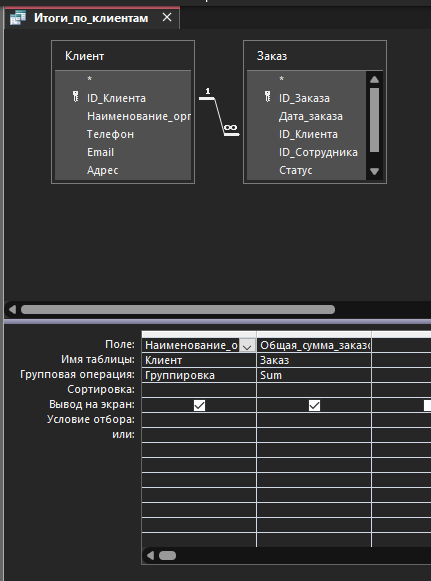 Итоги_по_клиентам
Клиент
*
ID_Клиента
Наименование_орг
Телефон
Email
Адрес
1
∞
Заказ
*
ID_Заказа
Дата_заказа
ID_Клиента
ID_Сотрудника
Статус
Поле: Наименование_о Общая_сумма_заказо
Имя таблицы: Клиент Заказ
Групповая операция: Группировка Sum
Сортировка:
Вывод на экран:
Условие отбора:
или: